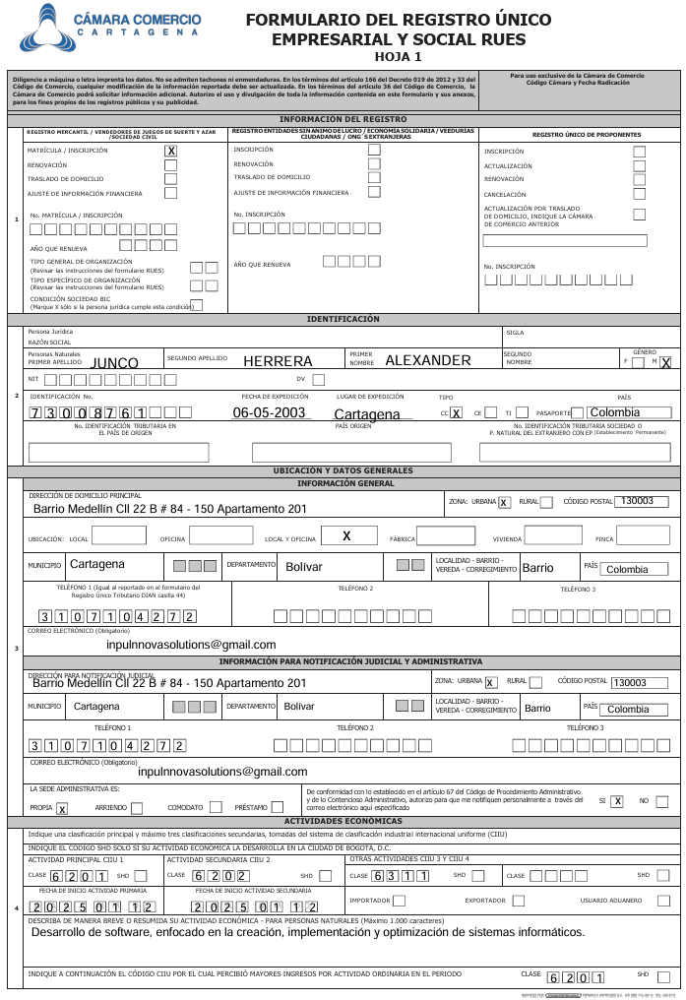 CÁMARA COMERCIO
CARTAGENA
FORMULARIO DEL REGISTRO ÚNICO
EMPRESARIAL Y SOCIAL RUES
HOJA 1
Diligencie a máquina o letra imprenta los datos. No se admiten tachones ni enmendaduras. En los términos del artículo 166 del Decreto 019 de 2012 y 33 del
Código de Comercio, cualquier modificación de la información reportada debe ser actualizada. En los términos del artículo 36 del Código de Comercio, la
Cámara de Comercio podrá solicitar información adicional. Autorizo el uso y divulgación de toda la información contenida en este formulario y sus anexos,
para los fines propios de los registros públicos y su publicidad.
Para uso exclusivo de la Cámara de Comercio
Código Cámara y Fecha Radicación
INFORMACIÓN DEL REGISTRO
1
REGISTRO MERCANTIL / VENDEDORES DE JUEGOS DE SUERTE Y AZAR
/SOCIEDAD CIVIL
MATRÍCULA / INSCRIPCIÓN X
RENOVACIÓN
TRASLADO DE DOMICILIO
AJUSTE DE INFORMACIÓN FINANCIERA
No. MATRÍCULA / INSCRIPCIÓN
AÑO QUE RENUEVA
TIPO GENERAL DE ORGANIZACIÓN
(Revisar las instrucciones del formulario RUES)
TIPO ESPECÍFICO DE ORGANIZACIÓN
(Revisar las instrucciones del formulario RUES)
CONDICIÓN SOCIEDAD BIC
(Marque X sólo si la persona jurídica cumple esta condición)
REGISTRO ENTIDADES SIN ÁNIMO DE LUCRO / ECONOMÍA SOLIDARIA / VEEDURÍAS
CIUDADANAS / ONG´S EXTRANJERAS
INSCRIPCIÓN
RENOVACIÓN
TRASLADO DE DOMICILIO
AJUSTE DE INFORMACIÓN FINANCIERA
No. INSCRIPCIÓN
AÑO QUE RENUEVA
REGISTRO ÚNICO DE PROPONENTES
INSCRIPCIÓN
ACTUALIZACIÓN
RENOVACIÓN
CANCELACIÓN
ACTUALIZACIÓN POR TRASLADO
DE DOMICILIO, INDIQUE LA CÁMARA
DE COMERCIO ANTERIOR
No. INSCRIPCIÓN
IDENTIFICACIÓN
2
Persona Jurídica
RAZÓN SOCIAL
SIGLA
Personas Naturales
PRIMER APELLIDO JUNCO
SEGUNDO APELLIDO HERRERA
PRIMER
NOMBRE ALEXANDER
SEGUNDO
NOMBRE
GÉNERO
F M X
NIT DV
IDENTIFICACIÓN No.
73008761
FECHA DE EXPEDICIÓN
06-05-2003
LUGAR DE EXPEDICIÓN
Cartagena
TIPO
CC X CE TI PASAPORTE
PAÍS
Colombia
No. IDENTIFICACIÓN TRIBUTARIA EN
EL PAÍS DE ORIGEN
PAÍS ORIGEN
No. IDENTIFICACIÓN TRIBUTARIA SOCIEDAD O
P. NATURAL DEL EXTRANJERO CON EP (Establecimiento Permanente)
UBICACIÓN Y DATOS GENERALES
INFORMACIÓN GENERAL
3
DIRECCIÓN DE DOMICILIO PRINCIPAL
Barrio Medellín Cll 22 B # 84 - 150 Apartamento 201
ZONA: URBANA X RURAL CÓDIGO POSTAL 130003
UBICACIÓN: LOCAL OFICINA LOCAL Y OFICINA X FÁBRICA VIVIENDA FINCA
MUNICIPIO Cartagena DEPARTAMENTO Bolívar
LOCALIDAD - BARRIO -
VEREDA - CORREGIMIENTO Barrio PAÍS Colombia
TELÉFONO 1 (Igual al reportado en el formulario del
Registro Único Tributario DIAN casilla 44)
3107104272
TELÉFONO 2
TELÉFONO 3
CORREO ELECTRÓNICO (Obligatorio)
inpulnnovasolutions@gmail.com
INFORMACIÓN PARA NOTIFICACIÓN JUDICIAL Y ADMINISTRATIVA
DIRECCIÓN PARA NOTIFICACIÓN JUDICIAL
Barrio Medellín Cll 22 B # 84 - 150 Apartamento 201
ZONA: URBANA X RURAL CÓDIGO POSTAL 130003
MUNICIPIO Cartagena DEPARTAMENTO Bolívar
LOCALIDAD - BARRIO -
VEREDA - CORREGIMIENTO Barrio PAÍS Colombia
TELÉFONO 1
3107104272
TELÉFONO 2
TELÉFONO 3
CORREO ELECTRÓNICO (Obligatorio)
inpulnnovasolutions@gmail.com
LA SEDE ADMINISTRATIVA ES:
PROPIA X ARRIENDO COMODATO PRÉSTAMO
De conformidad con lo establecido en el artículo 67 del Código de Procedimiento Administrativo
y de lo Contencioso Administrativo, autorizo para que me notifiquen personalmente a través del
correo electrónico aquí especificado
SI X NO
ACTIVIDADES ECONÓMICAS
4
Indique una clasificación principal y máximo tres clasificaciones secundarias, tomadas del sistema de clasificación industrial internacional uniforme (CIIU)
INDIQUE EL CODIGO SHD SOLO SI SU ACTIVIDAD ECONÓMICA LA DESARROLLA EN LA CIUDAD DE BOGOTA, D.C.
ACTIVIDAD PRINCIPAL CIIU 1
CLASE 6201 SHD
ACTIVIDAD SECUNDARIA CIIU 2
CLASE 6202 SHD
OTRAS ACTIVIDADES CIIU 3 Y CIIU 4
CLASE 6311 SHD CLASE SHD
FECHA DE INICIO ACTIVIDAD PRIMARIA
20250112
FECHA DE INICIO ACTIVIDAD SECUNDARIA
20250112
IMPORTADOR EXPORTADOR USUARIO ADUANERO
DESCRIBA DE MANERA BREVE O RESUMIDA SU ACTIVIDAD ECONÓMICA - PARA PERSONAS NATURALES (Máximo 1.000 caracteres)
Desarrollo de software, enfocado en la creación, implementación y optimización de sistemas informáticos.
INDIQUE A CONTINUACIÓN EL CÓDIGO CIIU POR EL CUAL PERCIBIÓ MAYORES INGRESOS POR ACTIVIDAD ORDINARIA EN EL PERIODO
CLASE 6201 SHD